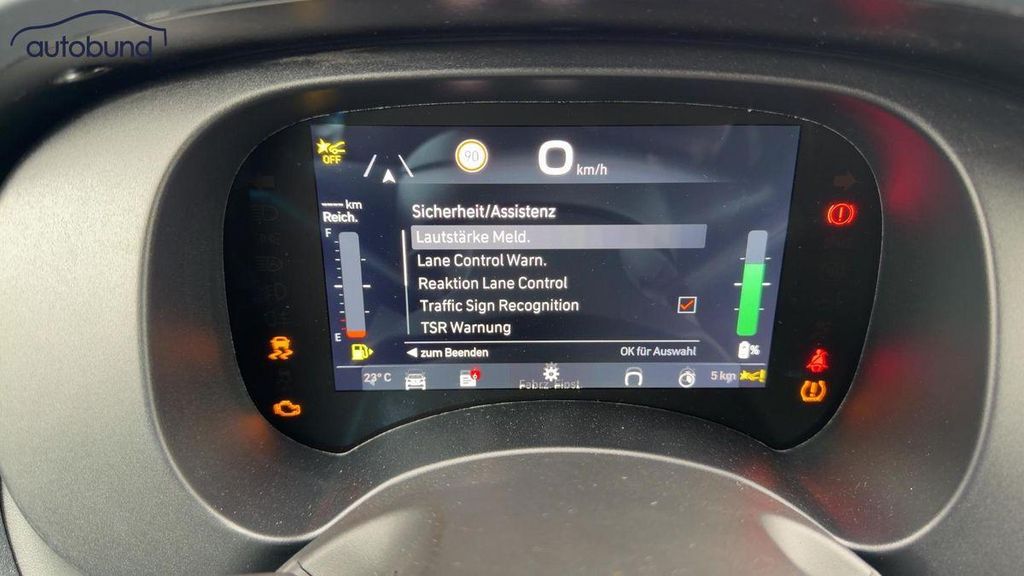 autobund
OFF
90
0 km/h
---- km
Reich.
F
Sicherheit/Assistenz
Lautstärke Meld.
Lane Control Warn.
Reaktion Lane Control
Traffic Sign Recognition
TSR Warnung
E
zum Beenden
OK für Auswahl
%
23°C
5 km